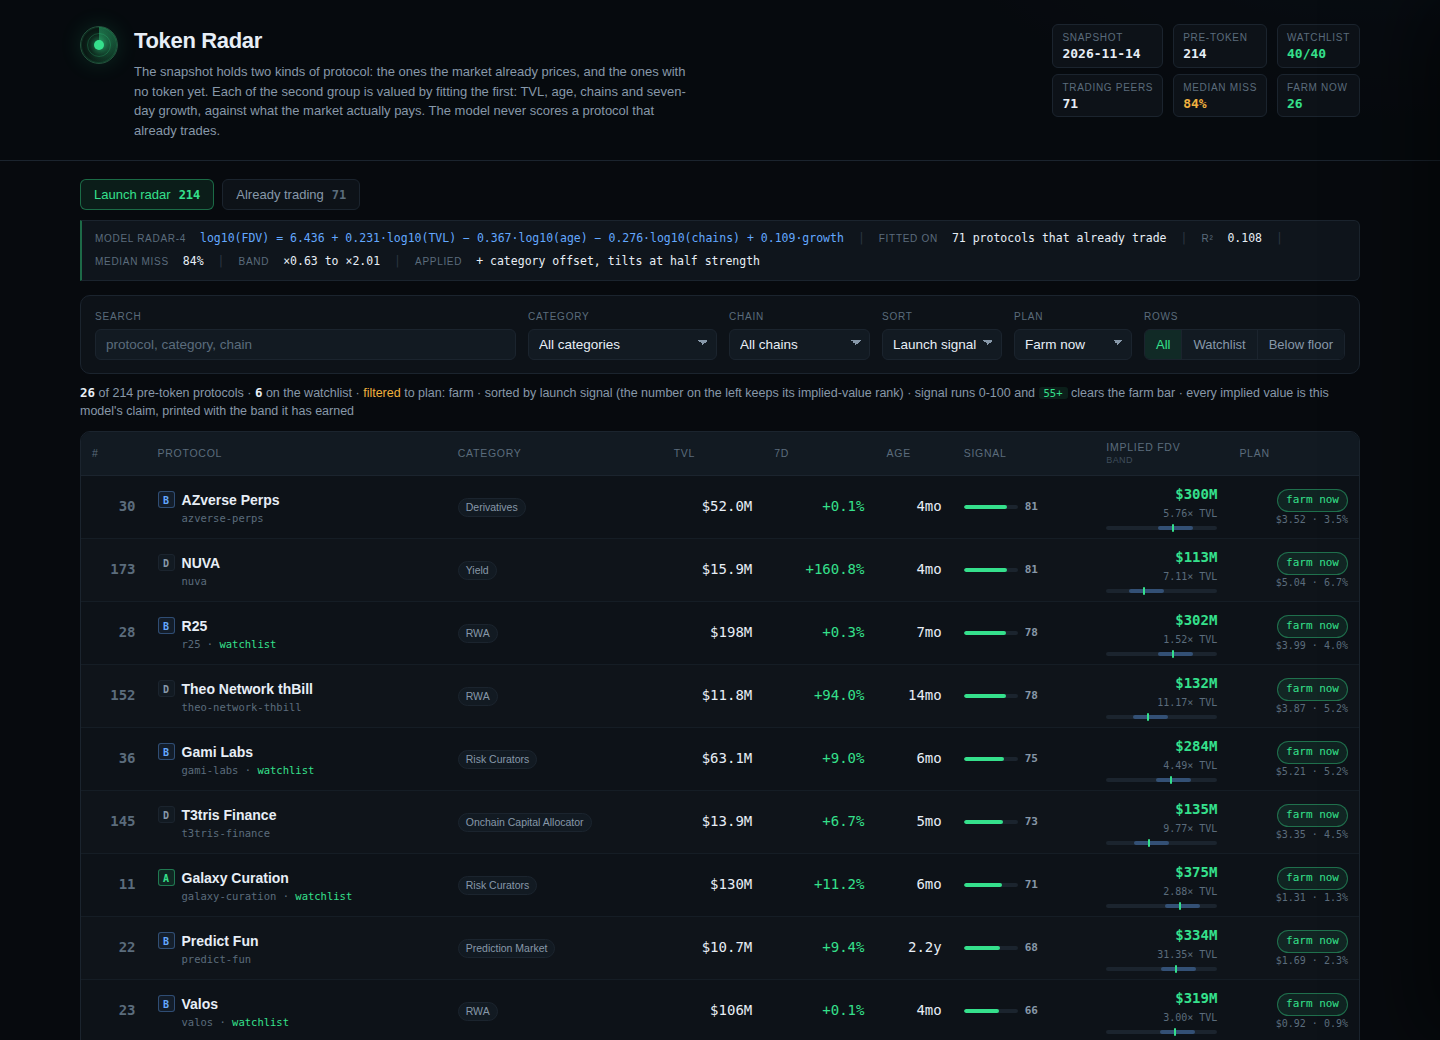 Token Radar
The snapshot holds two kinds of protocol: the ones the market already prices, and the ones with
no token yet. Each of the second group is valued by fitting the first: TVL, age, chains and seven-
day growth, against what the market actually pays. The model never scores a protocol that
already trades.
SNAPSHOT PRE-TOKEN WATCHLIST
2026-11-14 214 40/40
TRADING PEERS MEDIAN MISS FARM NOW
71 84% 26
Launch radar 214 Already trading 71
MODEL RADAR-4 log10(FDV) = 6.436 + 0.231·log10(TVL) − 0.367·log10(age) − 0.276·log10(chains) + 0.109·growth | FITTED ON 71 protocols that already trade | R² 0.108 |
MEDIAN MISS 84% | BAND ×0.63 to ×2.01 | APPLIED + category offset, tilts at half strength
SEARCH CATEGORY CHAIN SORT PLAN ROWS
protocol, category, chain All categories All chains Launch signal Farm now All Watchlist Below floor
26 of 214 pre-token protocols · 6 on the watchlist · filtered to plan: farm · sorted by launch signal (the number on the left keeps its implied-value rank) · signal runs 0-100 and 55+ clears the farm bar · every implied value is this
model's claim, printed with the band it has earned
# PROTOCOL CATEGORY TVL 7D AGE SIGNAL IMPLIED FDV PLAN
BAND
30 B AZverse Perps Derivatives $52.0M +0.1% 4mo 81 $300M farm now
azverse-perps 5.76× TVL $3.52 · 3.5%
173 D NUVA Yield $15.9M +160.8% 4mo 81 $113M farm now
nuva 7.11× TVL $5.04 · 6.7%
28 B R25 RWA $198M +0.3% 7mo 78 $302M farm now
r25 · watchlist 1.52× TVL $3.99 · 4.0%
152 D Theo Network thBill RWA $11.8M +94.0% 14mo 78 $132M farm now
theo-network-thbill 11.17× TVL $3.87 · 5.2%
36 B Gami Labs Risk Curators $63.1M +9.0% 6mo 75 $284M farm now
gami-labs · watchlist 4.49× TVL $5.21 · 5.2%
145 D T3tris Finance Onchain Capital Allocator $13.9M +6.7% 5mo 73 $135M farm now
t3tris-finance 9.77× TVL $3.35 · 4.5%
11 A Galaxy Curation Risk Curators $130M +11.2% 6mo 71 $375M farm now
galaxy-curation · watchlist 2.88× TVL $1.31 · 1.3%
22 B Predict Fun Prediction Market $10.7M +9.4% 2.2y 68 $334M farm now
predict-fun 31.35× TVL $1.69 · 2.3%
23 B Valos RWA $106M +0.1% 4mo 66 $319M farm now
valos · watchlist 3.00× TVL $0.92 · 0.9%